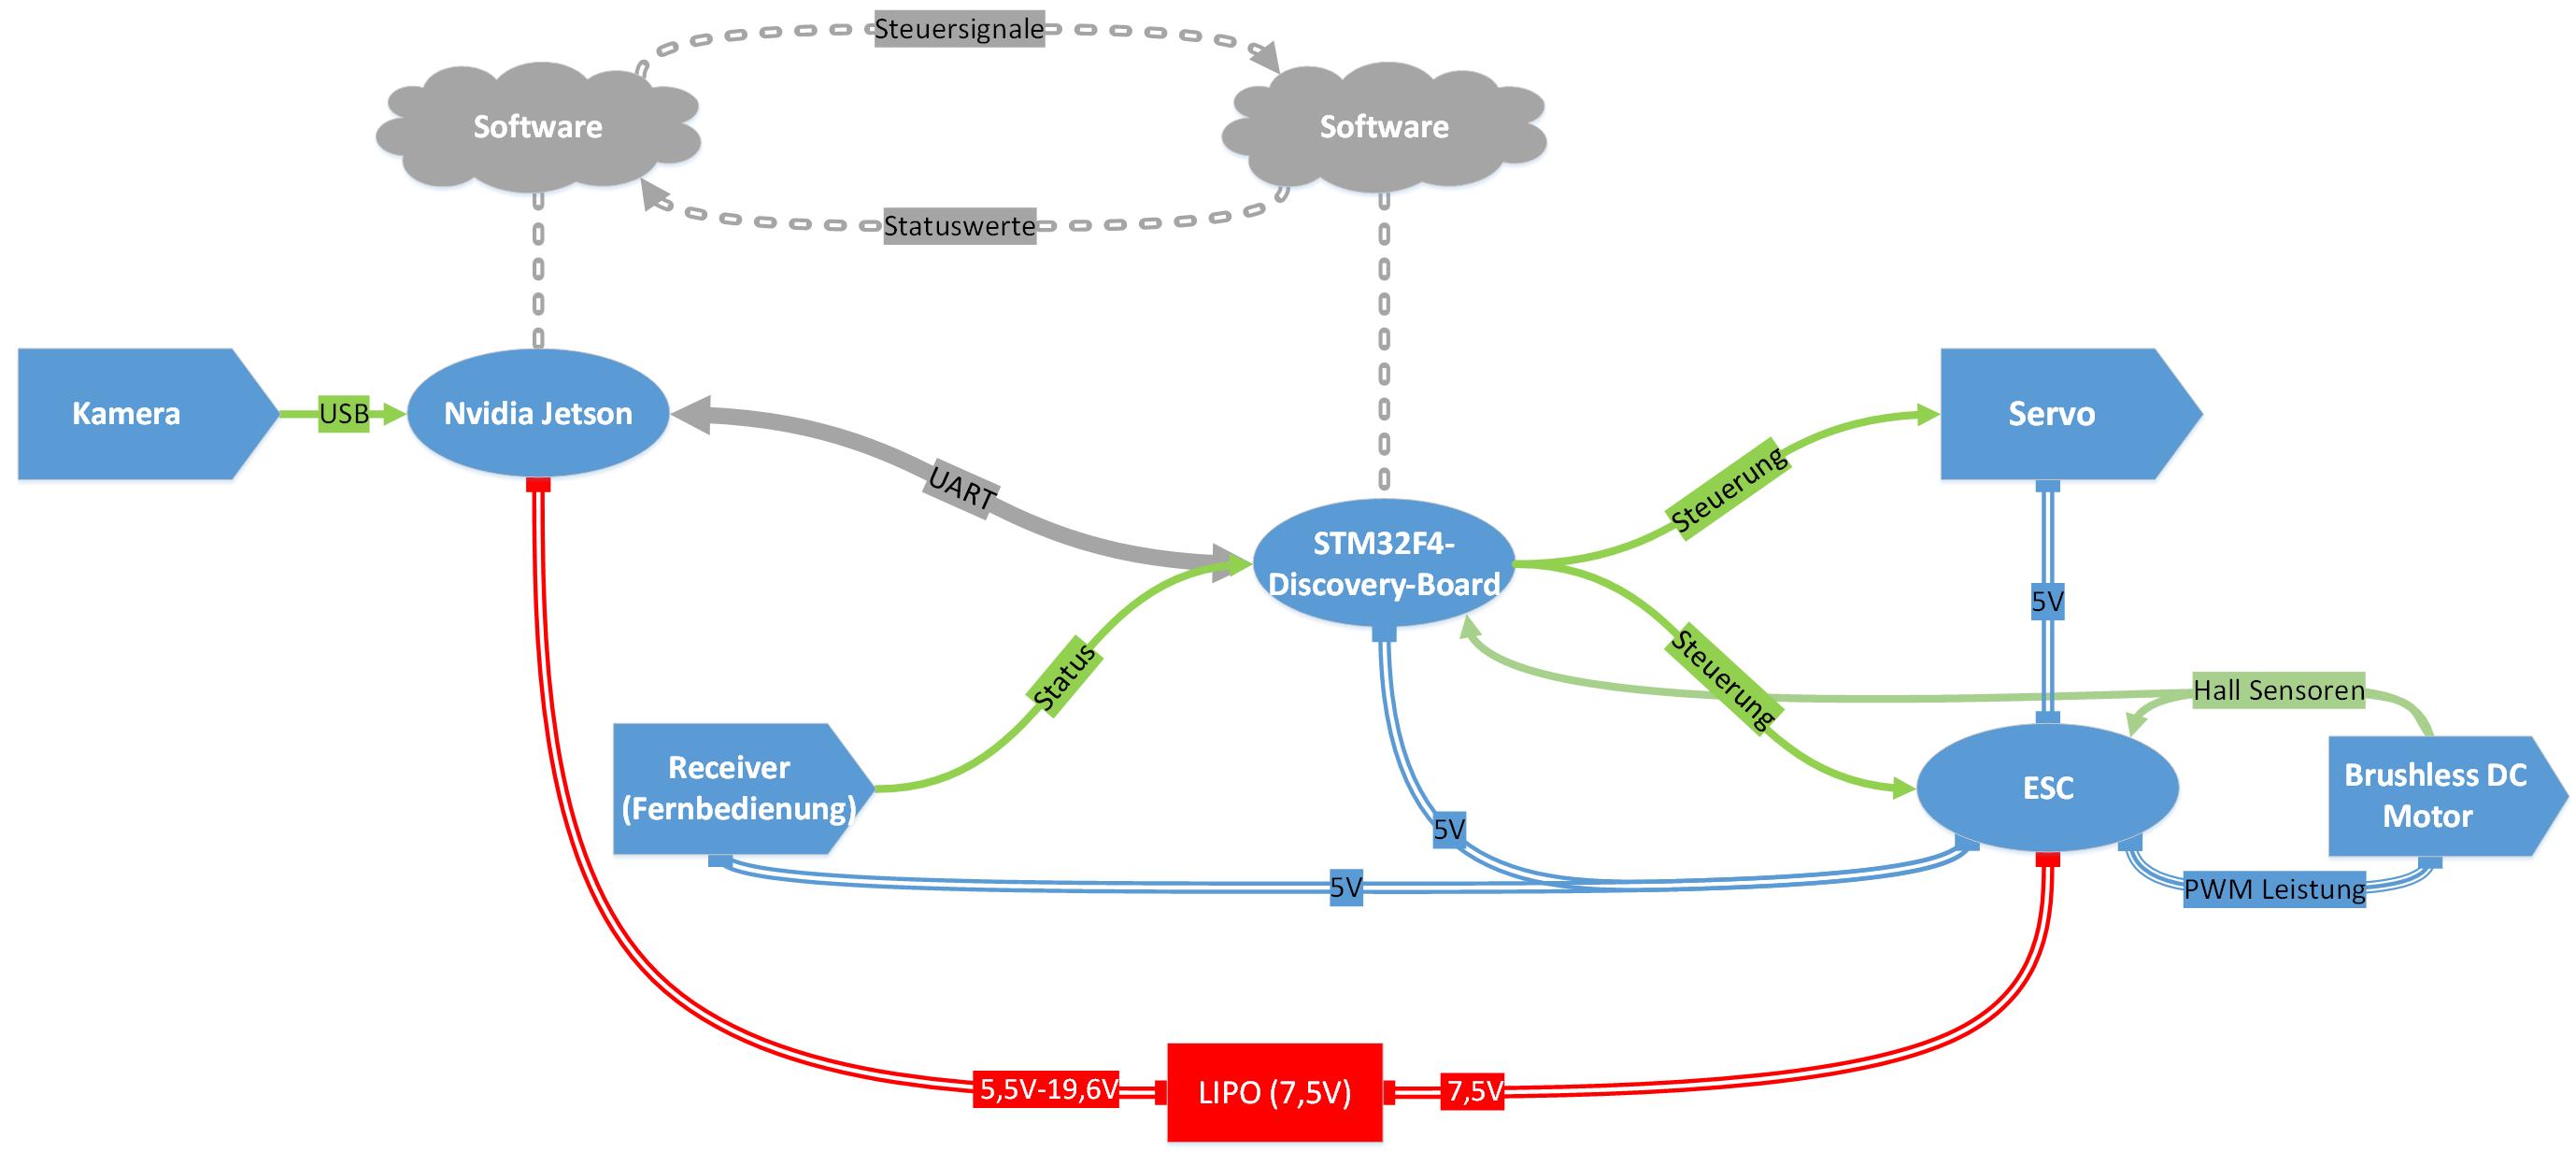 Steuersignale
Software
Software
Statuswerte
Kamera
USB
Nvidia Jetson
UART
STM32F4-
Discovery-Board
Steuerung
Servo
5V
Status
Steuerung
Hall Sensoren
Receiver
(Fernbedienung)
5V
5V
ESC
Brushless DC
Motor
PWM Leistung
5,5V-19,6V
LIPO (7,5V)
7,5V